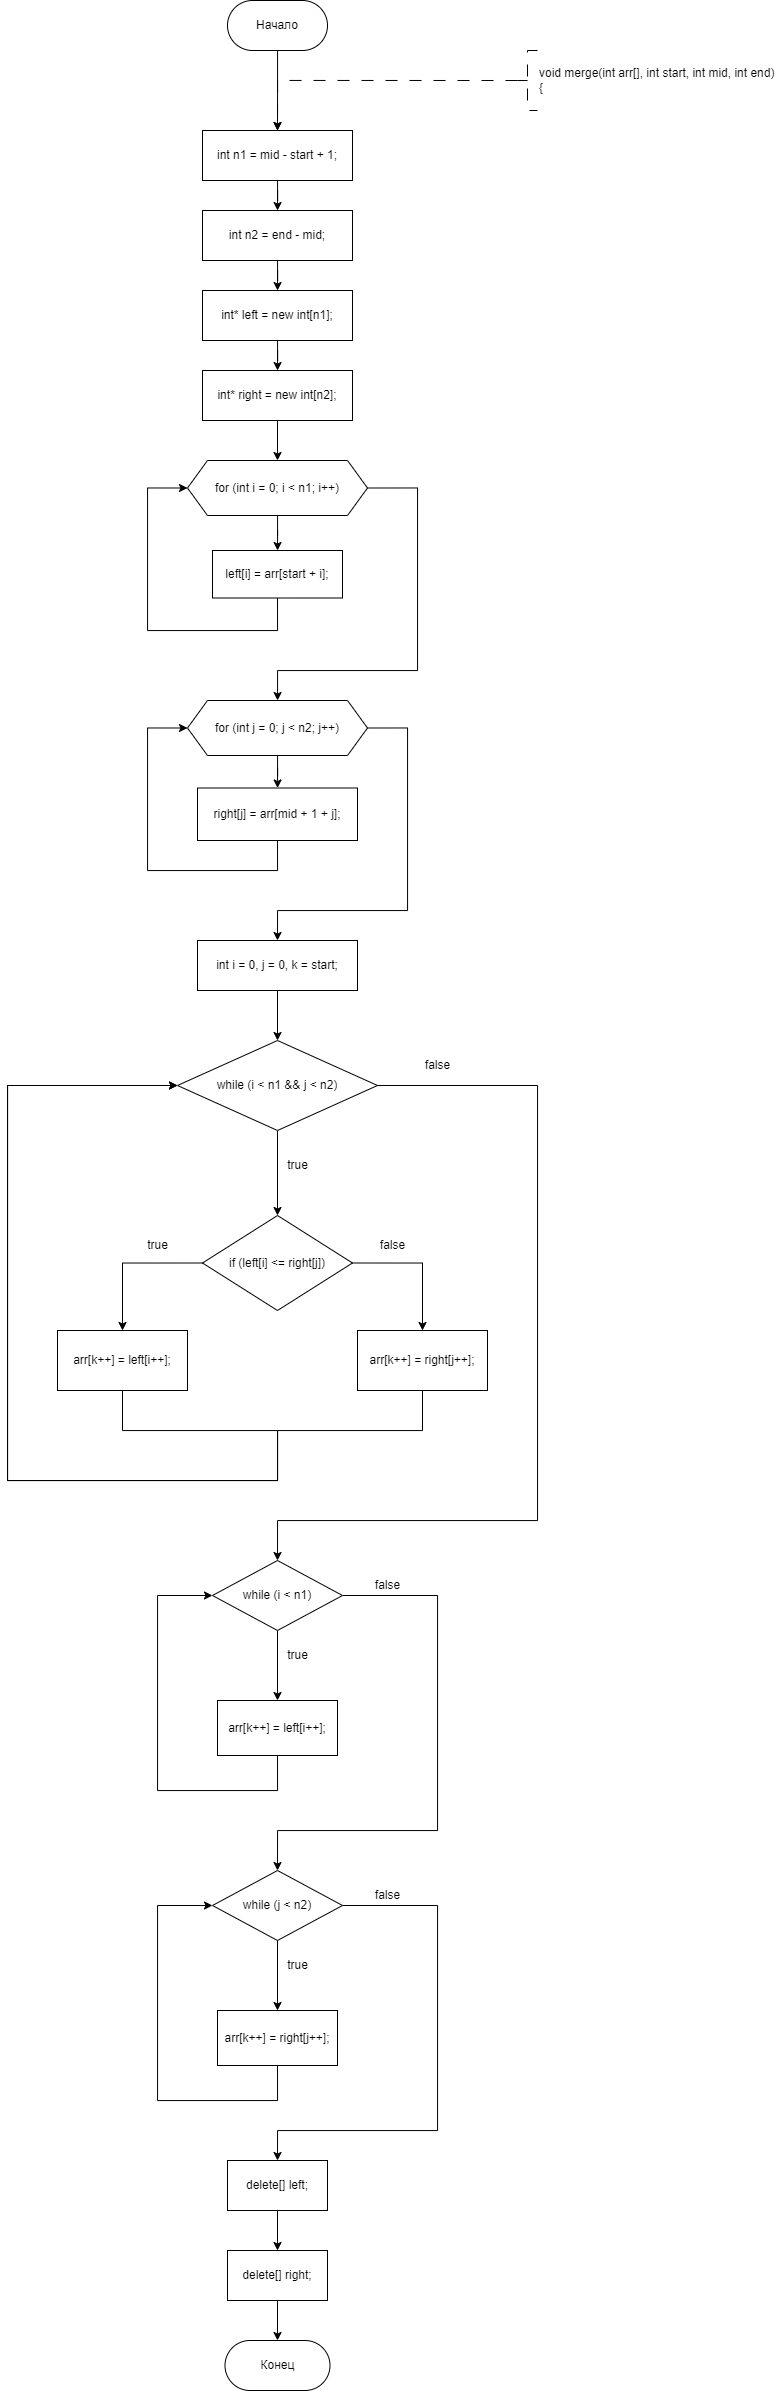 Начало
void merge(int arr[], int start, int mid, int end)
{
int n1 = mid - start + 1;
int n2 = end - mid;
int* left = new int[n1];
int* right = new int[n2];
for (int i = 0; i < n1; i++)
left[i] = arr[start + i];
for (int j = 0; j < n2; j++)
right[j] = arr[mid + 1 + j];
int i = 0, j = 0, k = start;
false
while (i < n1 && j < n2)
true
true
false
if (left[i] <= right[j])
arr[k++] = left[i++];
arr[k++] = right[j++];
false
while (i < n1)
true
arr[k++] = left[i++];
false
while (j < n2)
true
arr[k++] = right[j++];
delete[] left;
delete[] right;
Конец